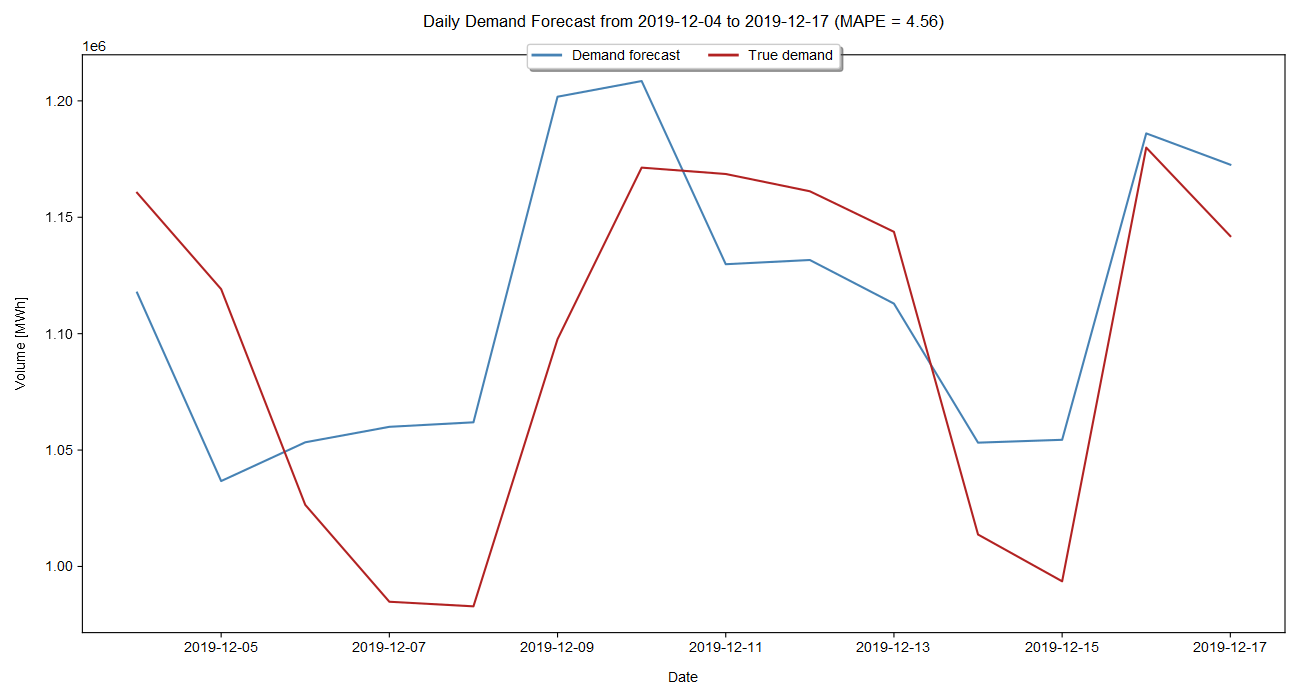 Daily Demand Forecast from 2019-12-04 to 2019-12-17 (MAPE = 4.56)
1e6
Demand forecast True demand
1.20
1.15
1.10
1.05
1.00
Volume [MWh]
2019-12-05 2019-12-07 2019-12-09 2019-12-11 2019-12-13 2019-12-15 2019-12-17
Date